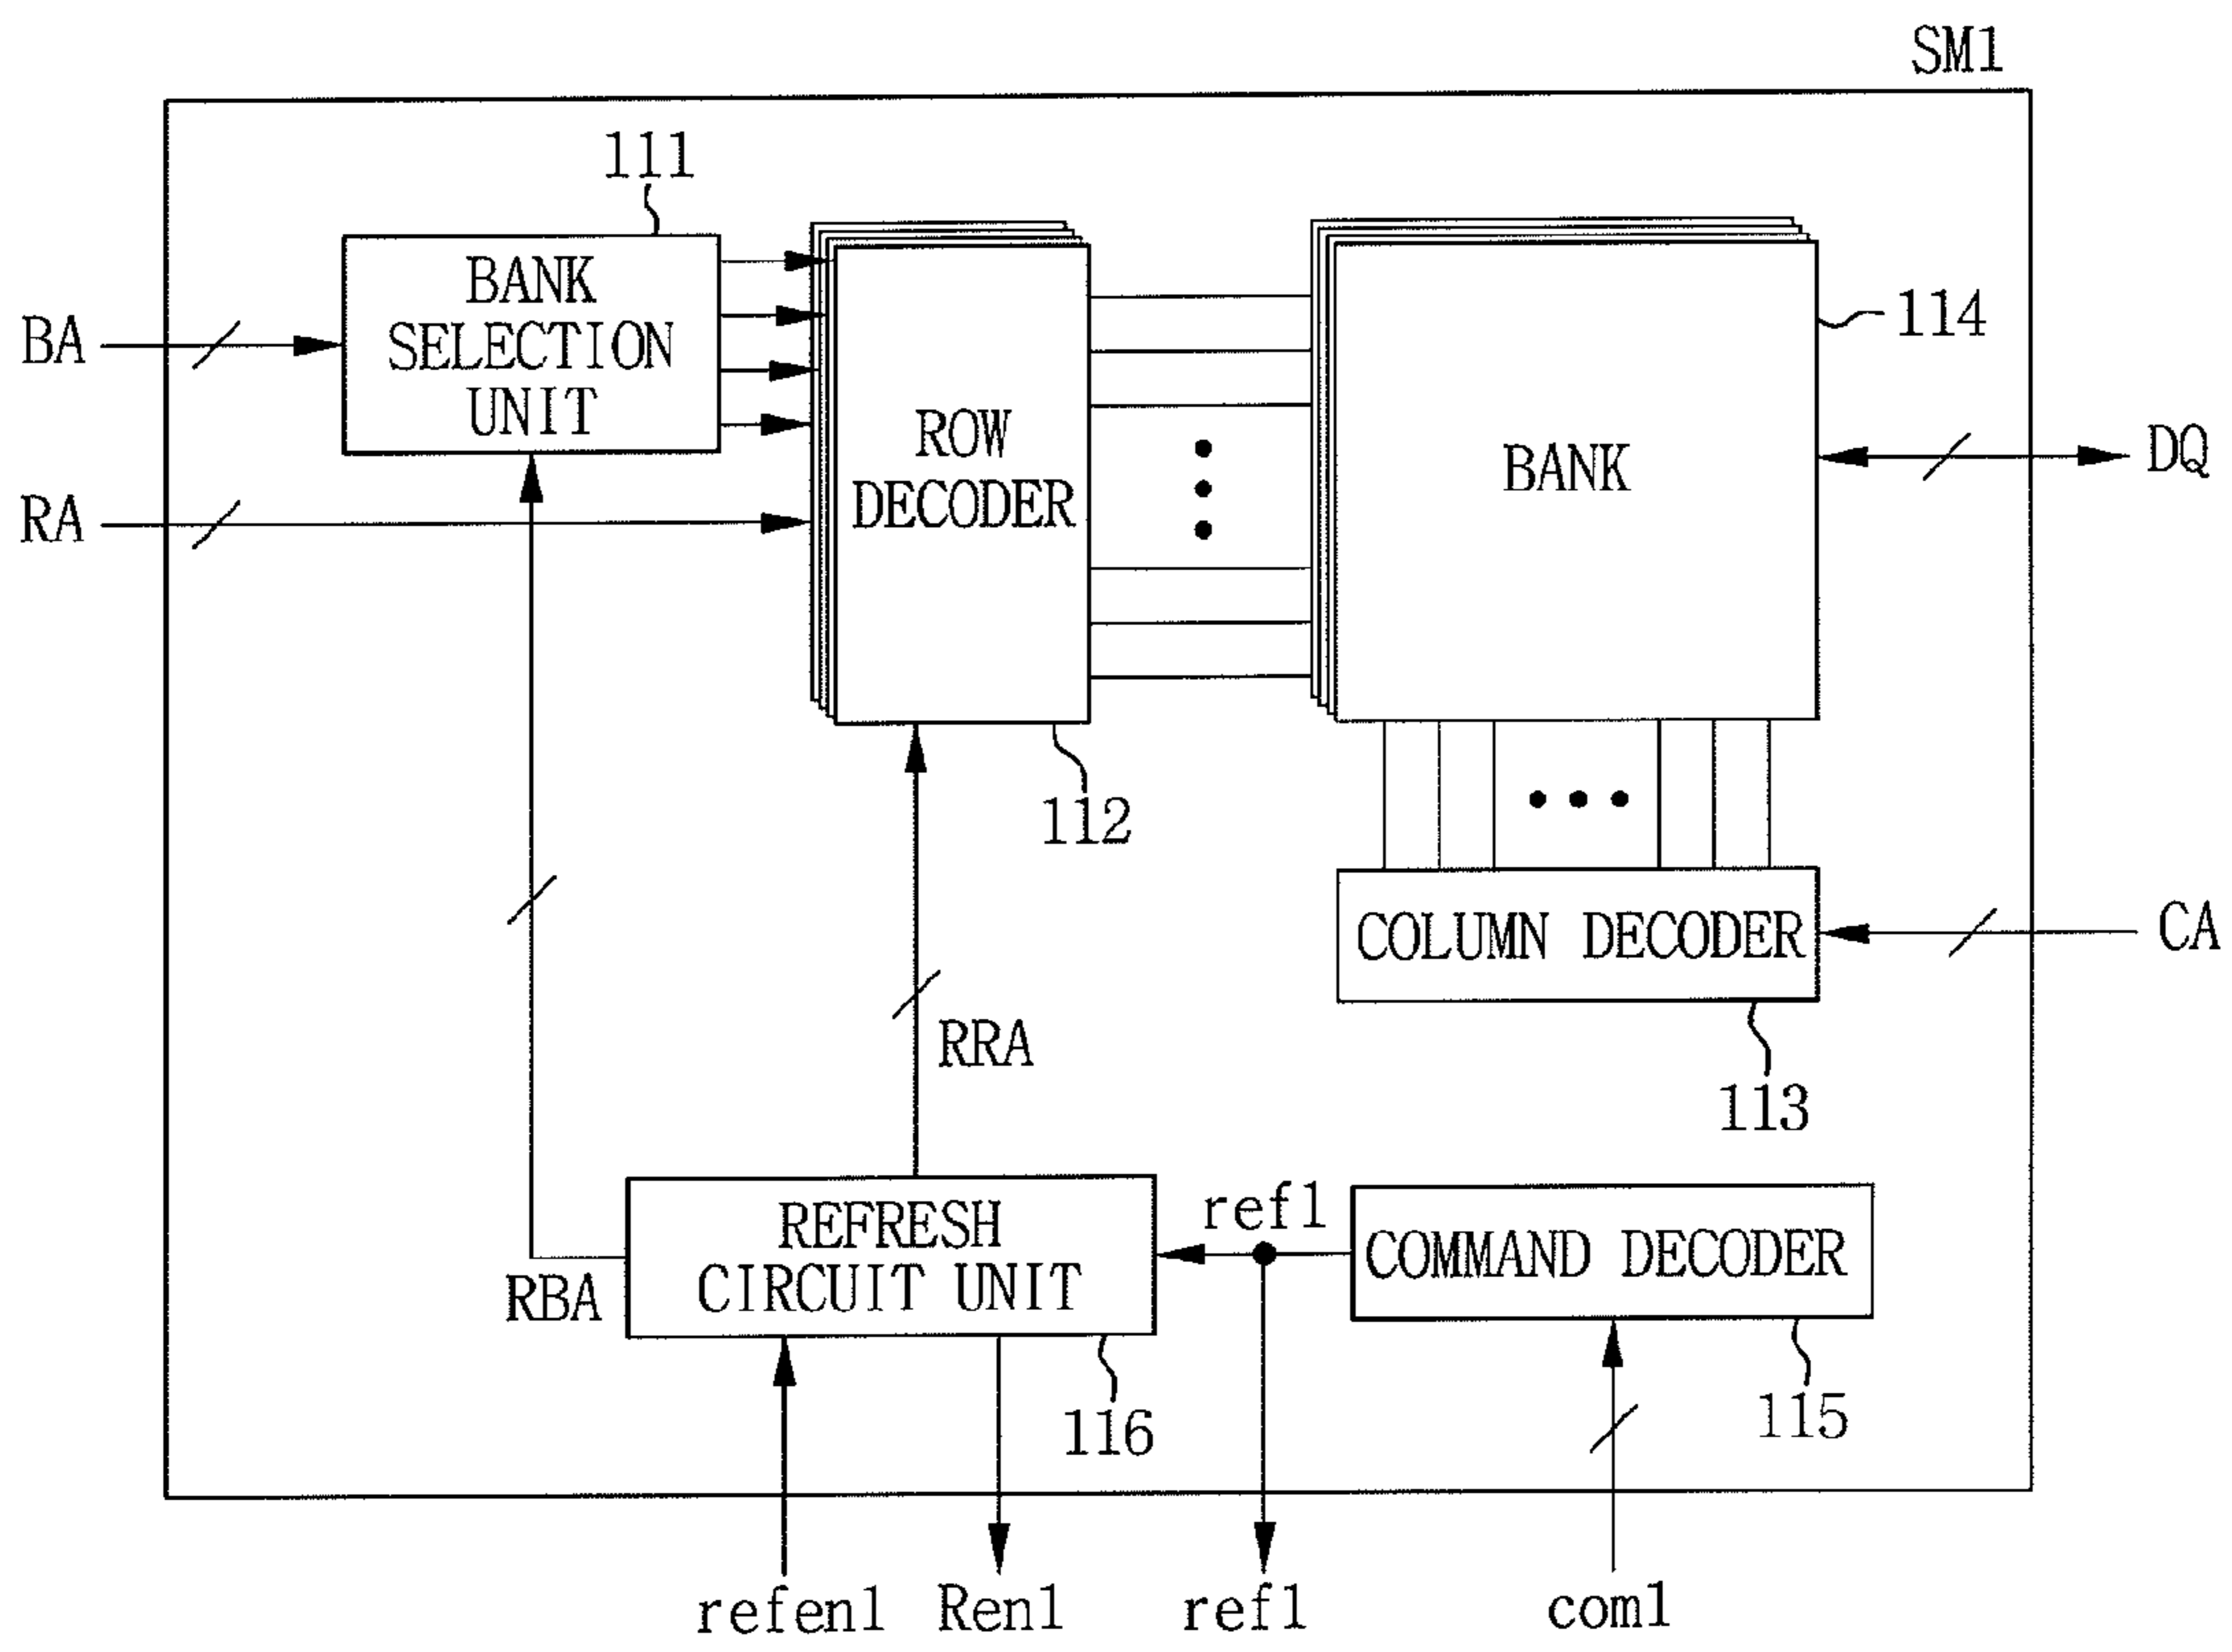 SM1
111
BANK
SELECTION
UNIT
BA
RA
ROW
DECODER
112
BANK
114
DQ
COLUMN DECODER
CA
113
RRA
REFRESH
CIRCUIT UNIT
RBA
116
ref1
COMMAND DECODER
115
refen1
Ren1
ref1
com1